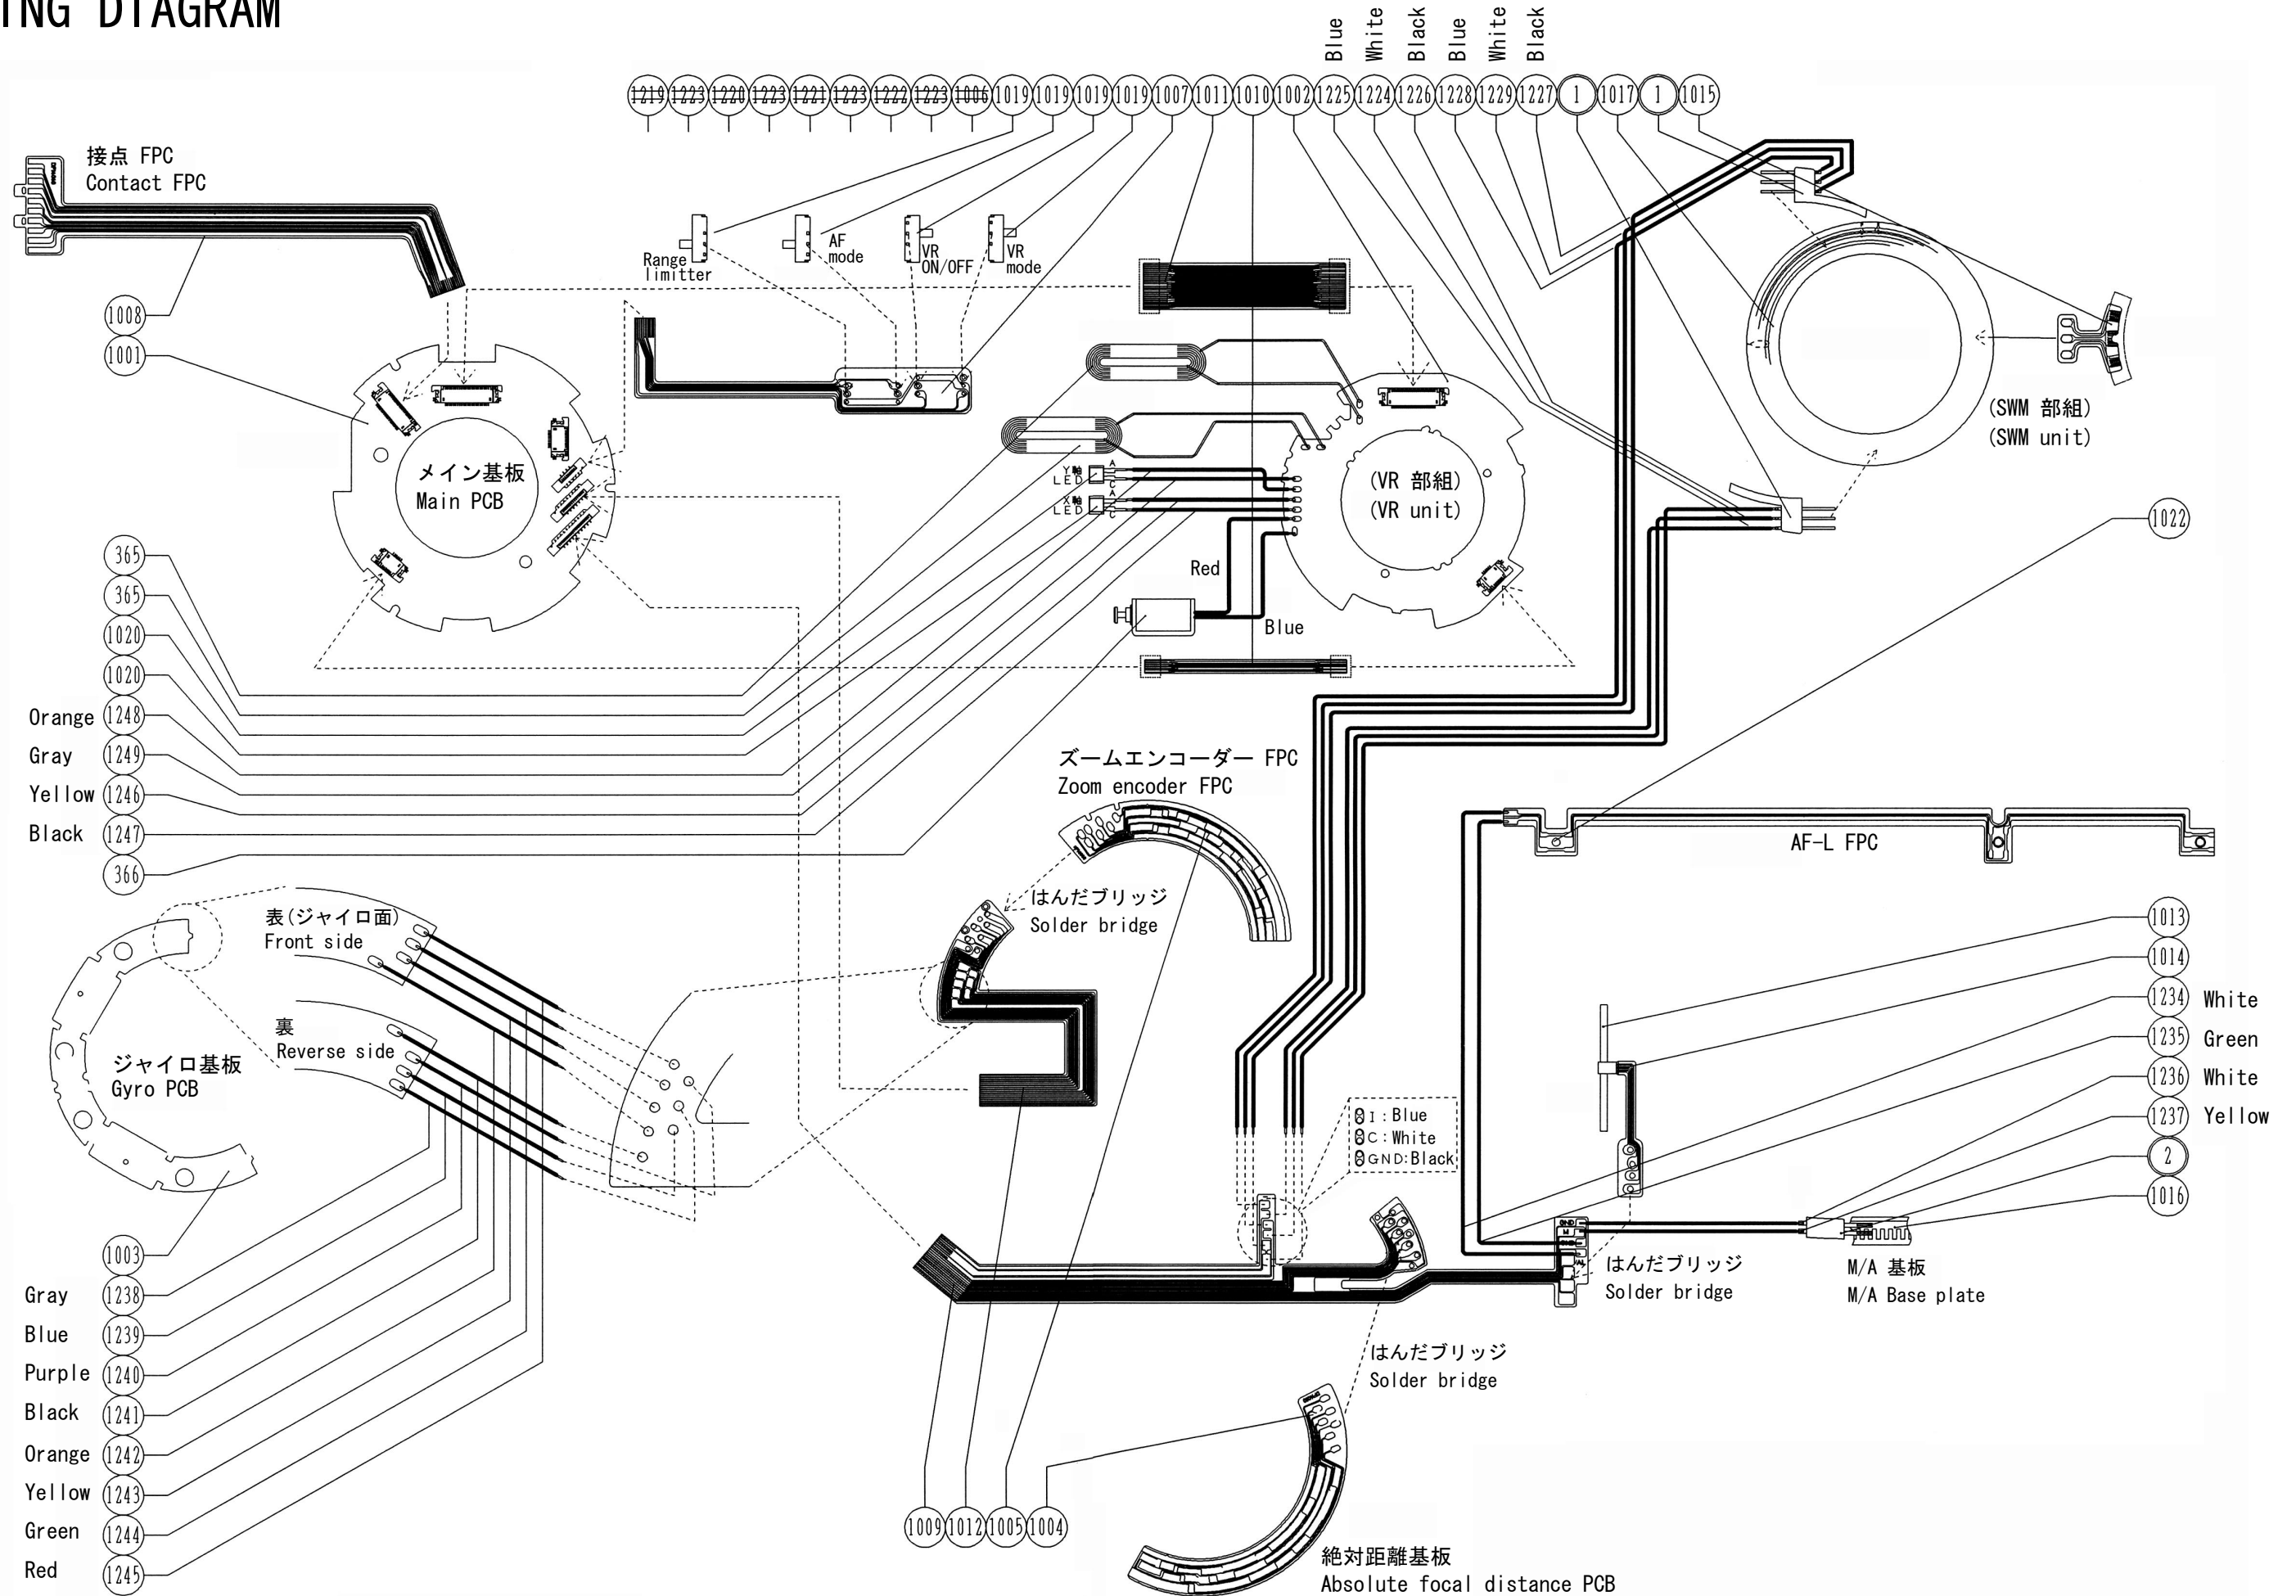 ING DIAGRAM
Blue
White
Black
Blue
White
Black
1219 1223 1220 1223 1221 1223 1222 1223 1006 1019 1019 1019 1019 1007 1011 1010 1002 1225 1224 1226 1228 1229 1227 1 1017 1 1015
接点 FPC
Contact FPC
1008
1001
Range
limitter
AF
mode
VR
ON/OFF
VR
mode
メイン基板
Main PCB
Y軸
LED
A
C
X軸
LED
A
C
(VR 部組)
(VR unit)
Red
Blue
(SWM 部組)
(SWM unit)
1022
365
365
1020
1020
Orange 1248
Gray 1249
Yellow 1246
Black 1247
366
ズームエンコーダー FPC
Zoom encoder FPC
はんだブリッジ
Solder bridge
AF-L FPC
表(ジャイロ面)
Front side
裏
Reverse side
ジャイロ基板
Gyro PCB
1013
1014
1234 White
1235 Green
1236 White
1237 Yellow
2
1016
I:Blue
C:White
GND:Black
GND
M
GND
はんだブリッジ
Solder bridge
M/A 基板
M/A Base plate
1003
Gray 1238
Blue 1239
Purple 1240
Black 1241
Orange 1242
Yellow 1243
Green 1244
Red 1245
はんだブリッジ
Solder bridge
1009 1012 1005 1004
絶対距離基板
Absolute focal distance PCB